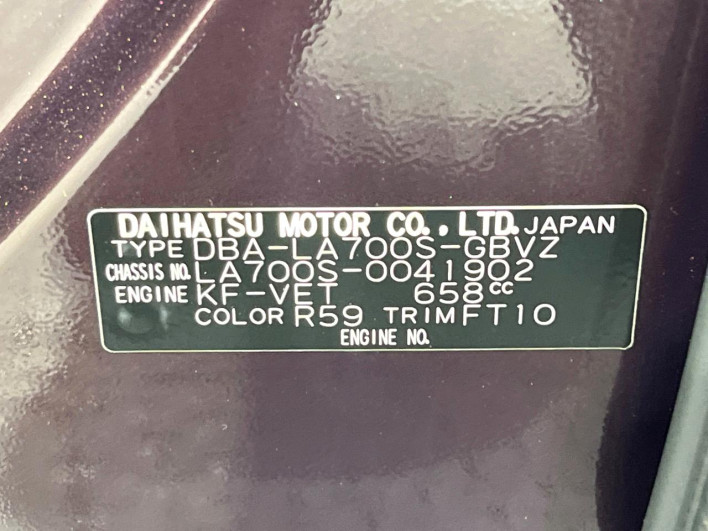 DAIHATSU MOTOR CO., LTD. JAPAN
TYPE DBA-LA700S-GBVZ
CHASSIS NO. LA700S-0041902
ENGINE KF-VET 658cc
COLOR R59 TRIM FT10
ENGINE NO.